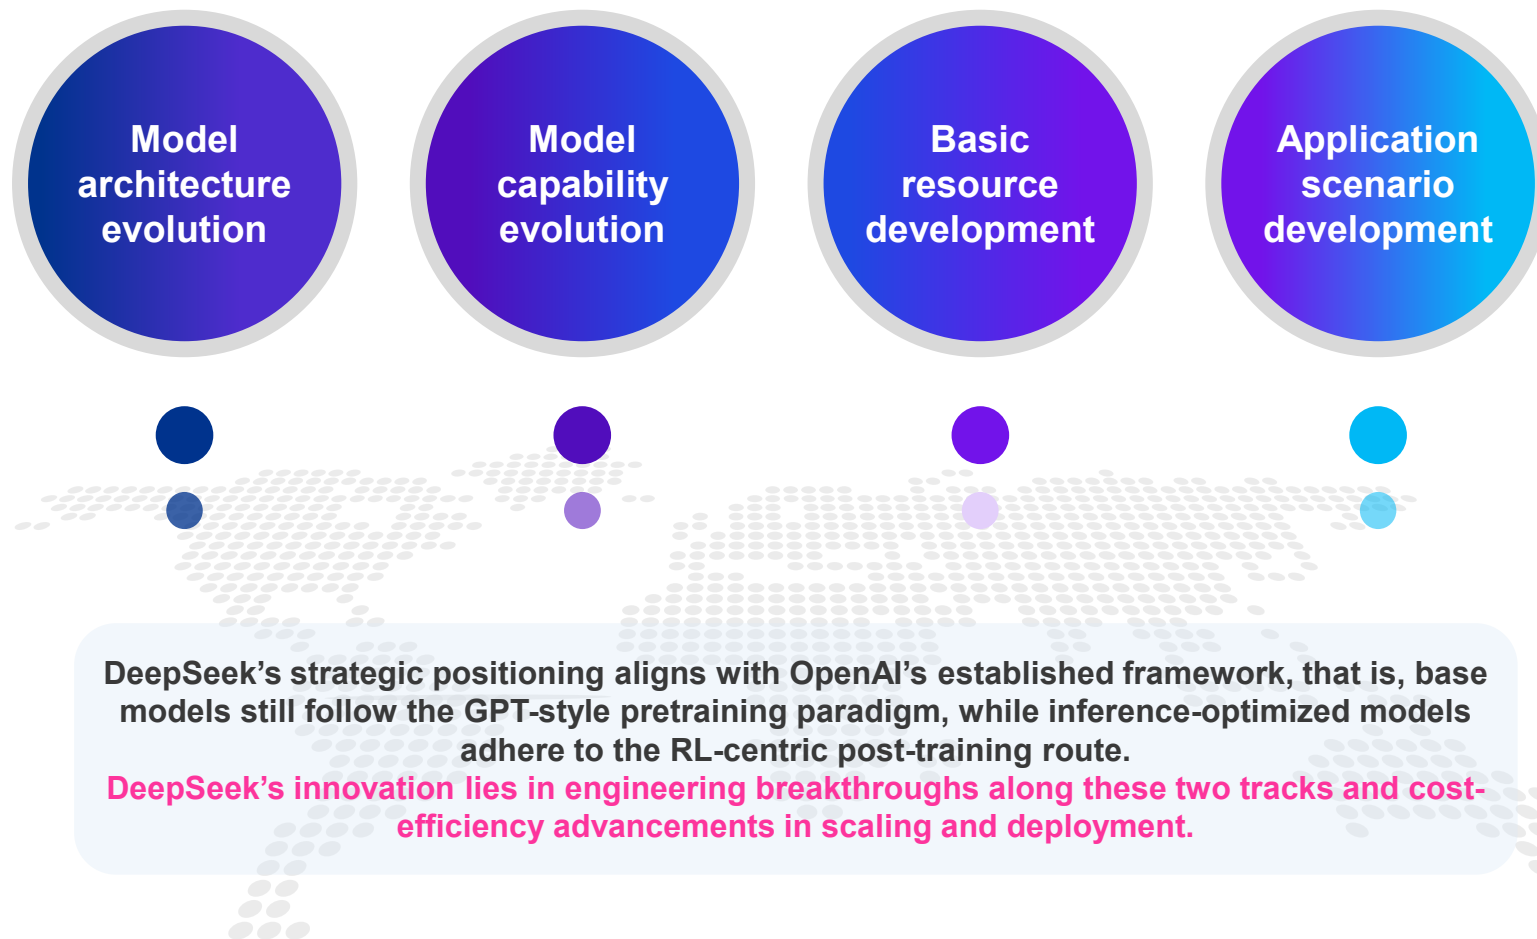 Model
architecture
evolution
Model
capability
evolution
Basic
resource
development
Application
scenario
development
DeepSeek’s strategic positioning aligns with OpenAI’s established framework, that is, base
models still follow the GPT-style pretraining paradigm, while inference-optimized models
adhere to the RL-centric post-training route.
DeepSeek’s innovation lies in engineering breakthroughs along these two tracks and cost-
efficiency advancements in scaling and deployment.